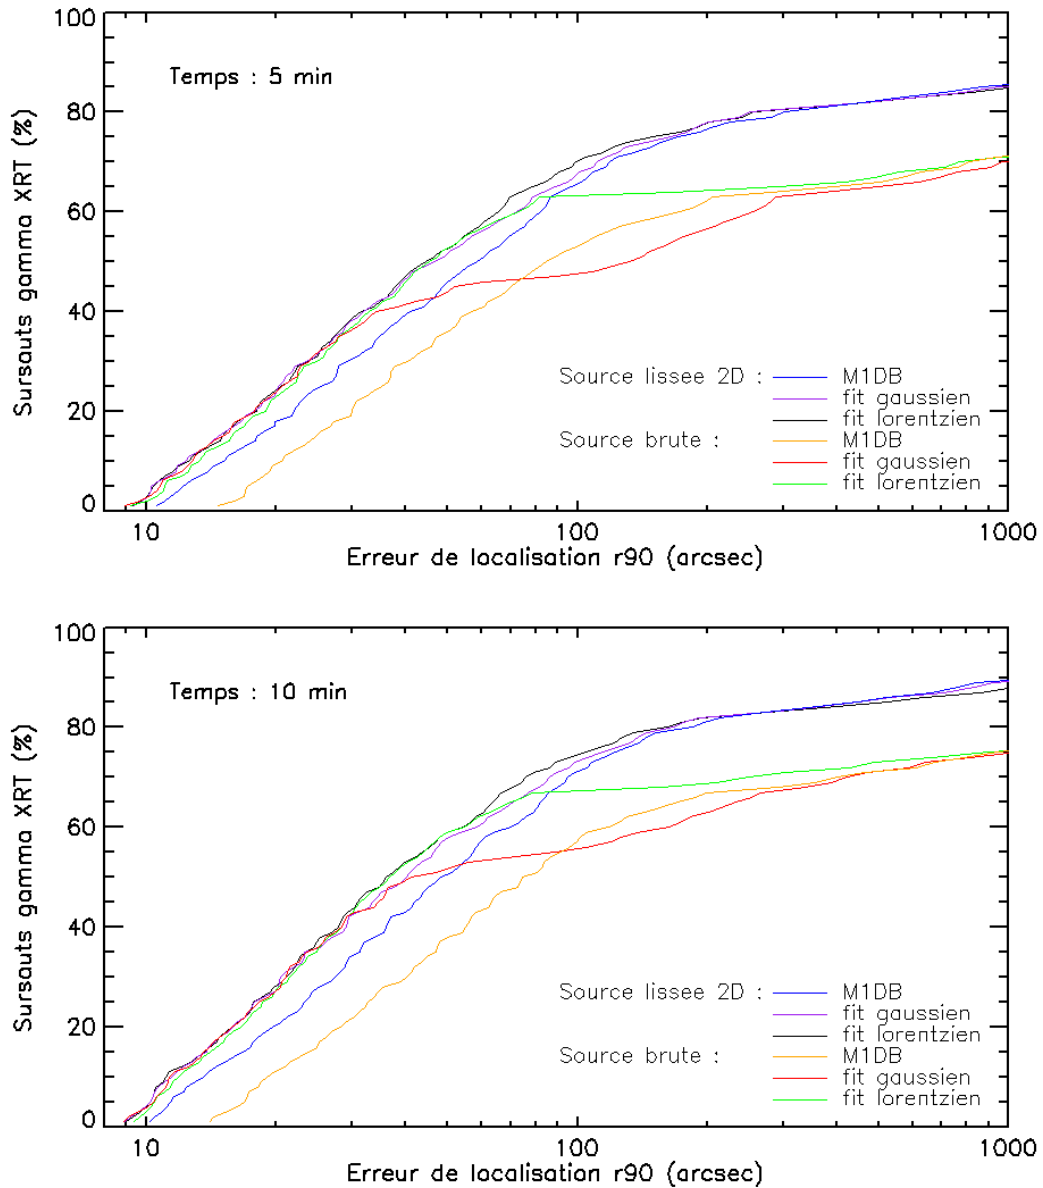 100
80
60
40
20
0
Sursauts gamma XRT (%)
Temps : 5 min
Source lissee 2D : M1DB
fit gaussien
fit lorentzien
Source brute : M1DB
fit gaussien
fit lorentzien
10 100 1000
Erreur de localisation r90 (arcsec)
100
80
60
40
20
0
Sursauts gamma XRT (%)
Temps : 10 min
Source lissee 2D : M1DB
fit gaussien
fit lorentzien
Source brute : M1DB
fit gaussien
fit lorentzien
10 100 1000
Erreur de localisation r90 (arcsec)